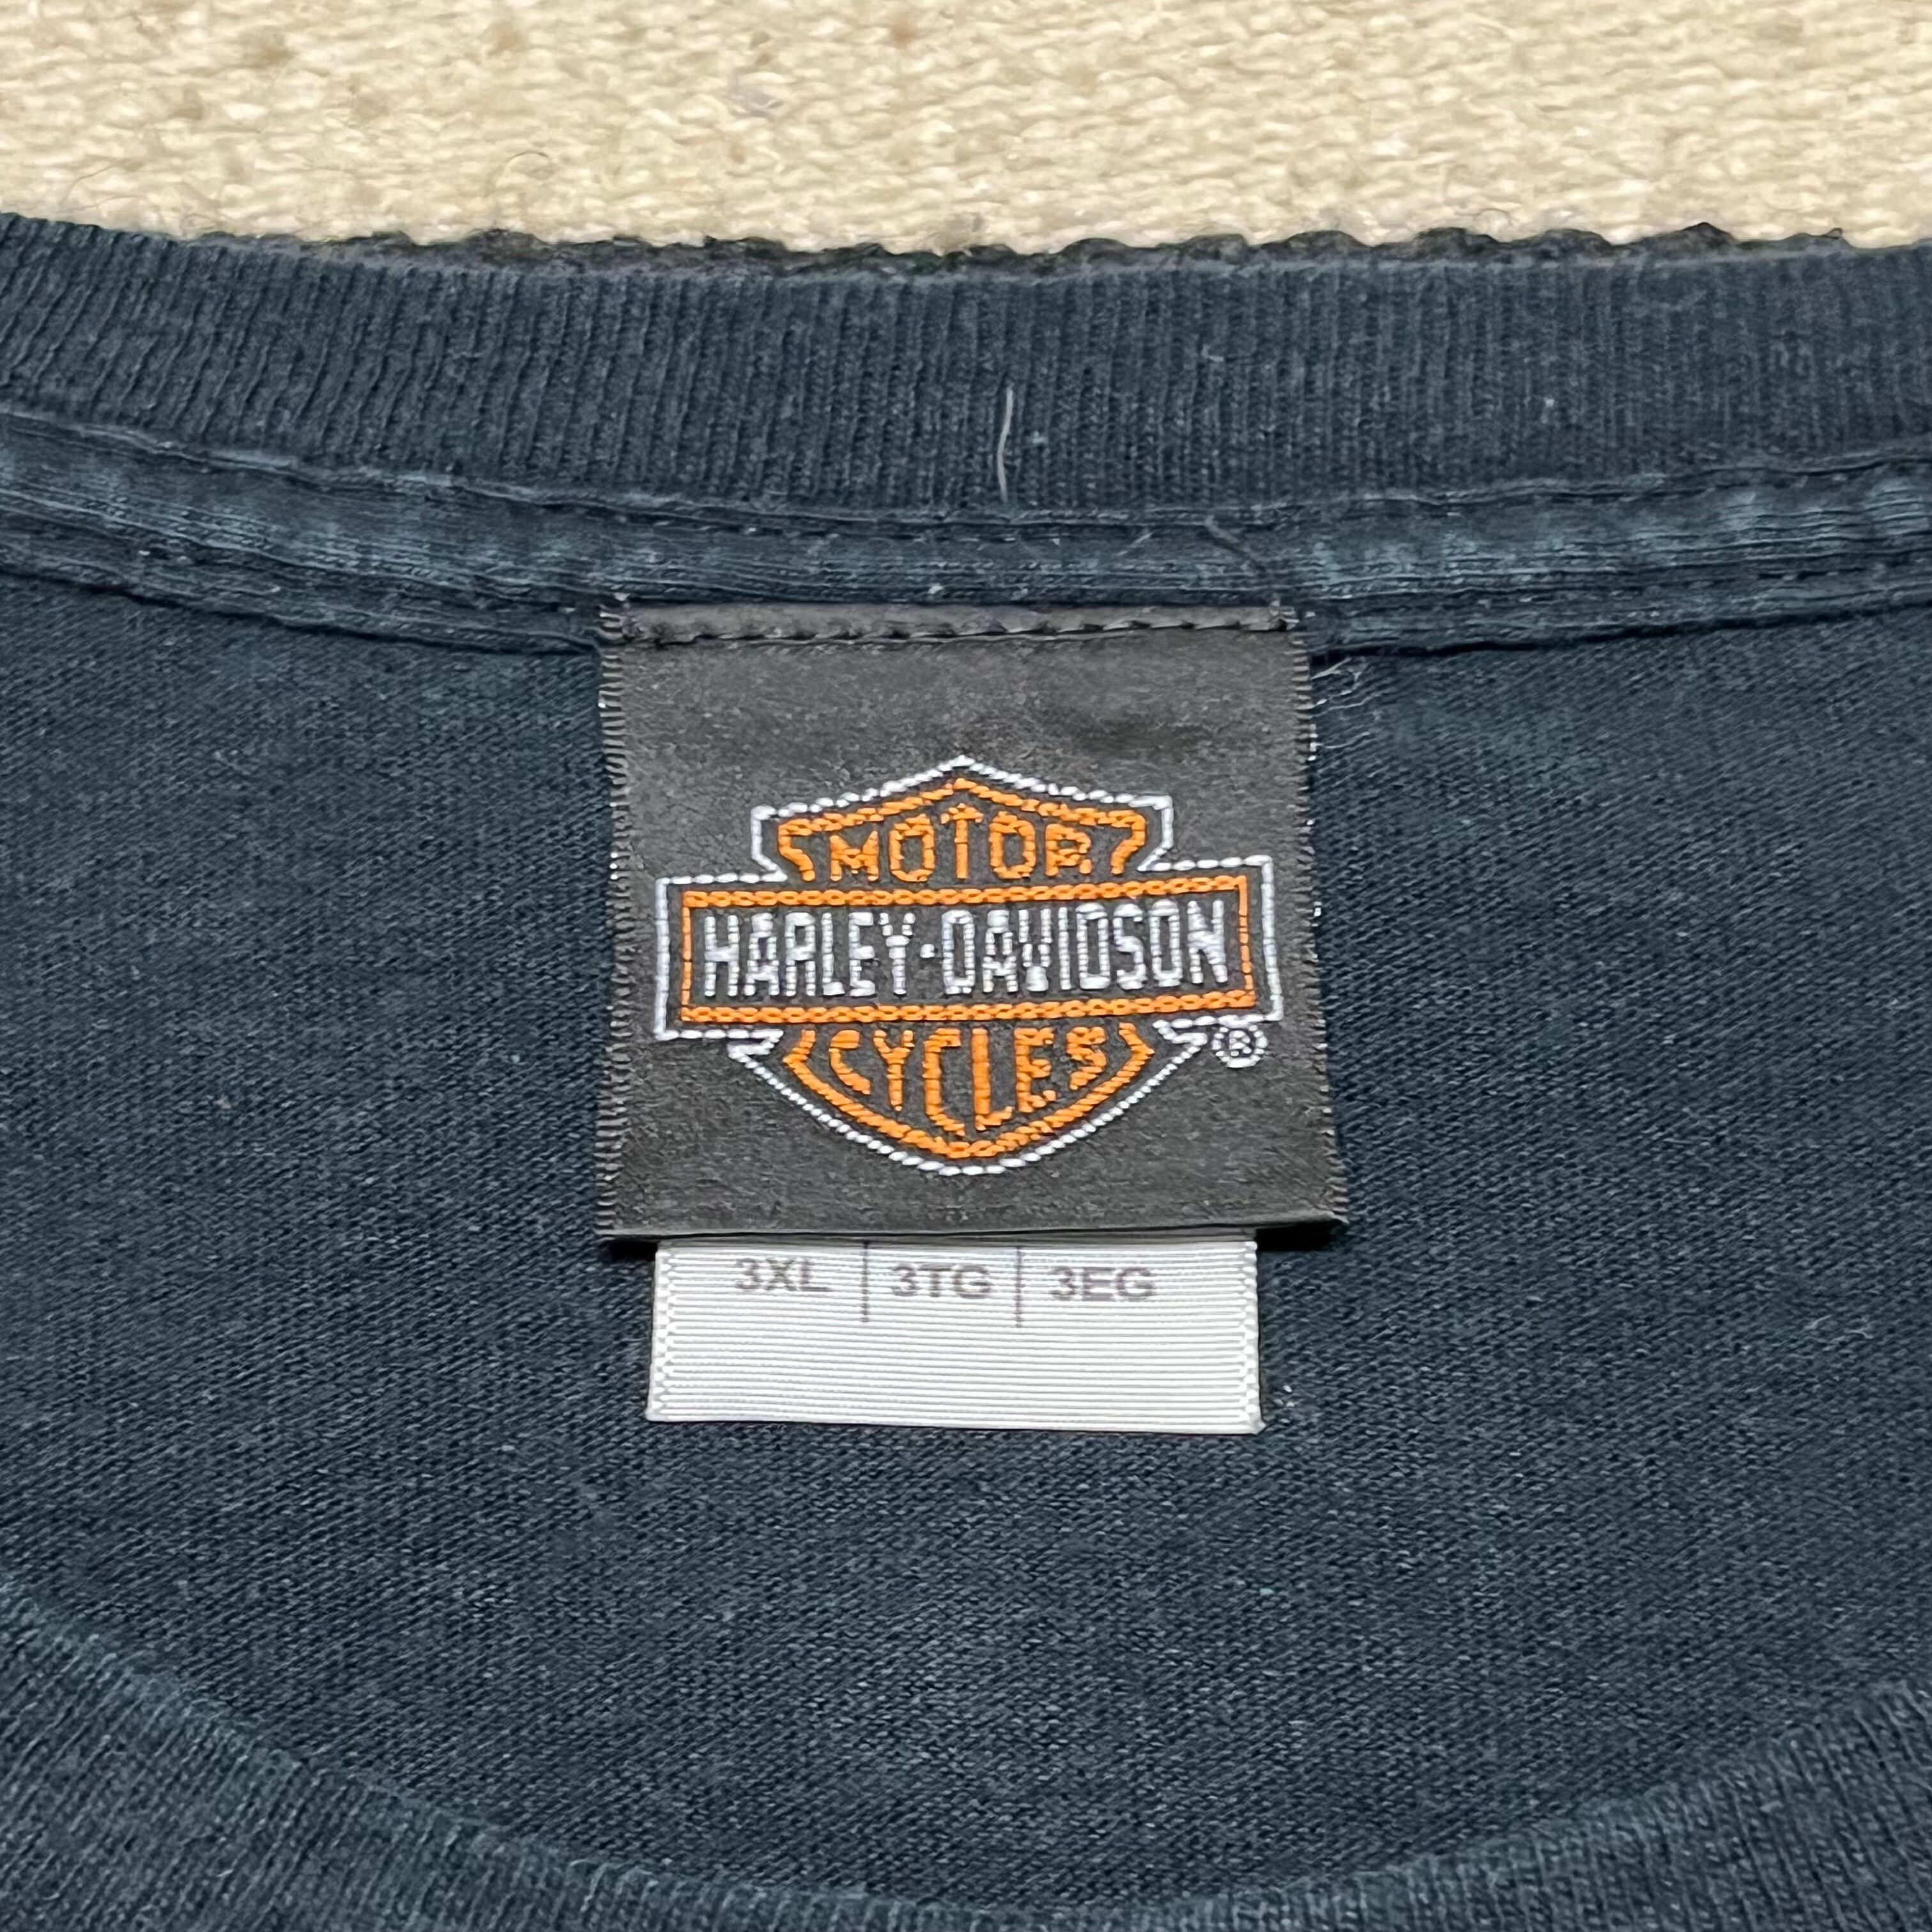 MOTOR
HARLEY-DAVIDSON
CYCLES ®
3XL | 3TG | 3EG